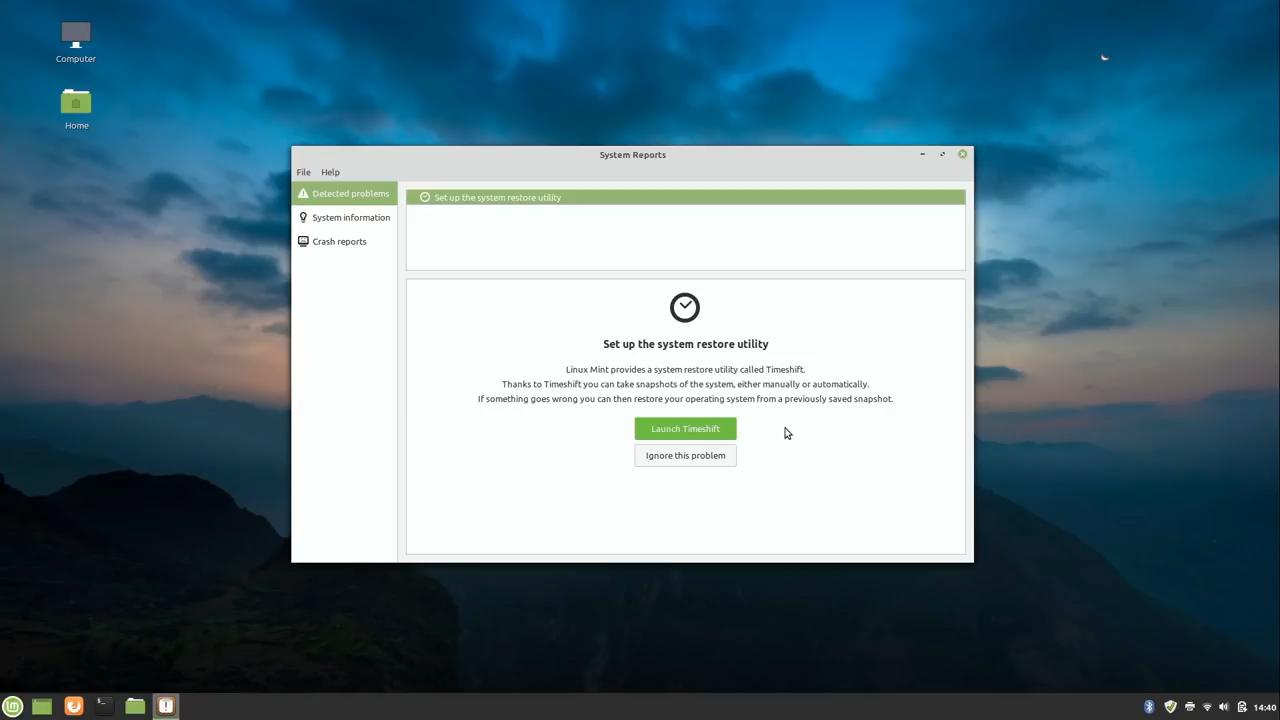 Computer
Home
System Reports
File Help
Detected problems
System information
Crash reports
Set up the system restore utility
Set up the system restore utility
Linux Mint provides a system restore utility called Timeshift.
Thanks to Timeshift you can take snapshots of the system, either manually or automatically.
If something goes wrong you can then restore your operating system from a previously saved snapshot.
Launch Timeshift
Ignore this problem
14:40